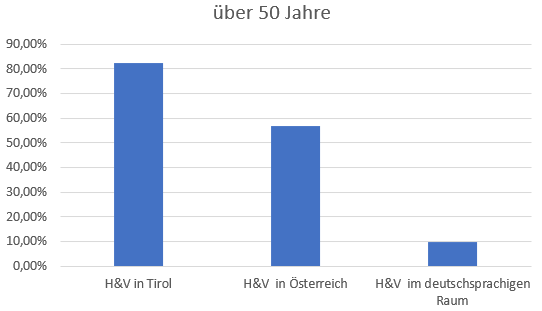 über 50 Jahre
90,00%
80,00%
70,00%
60,00%
50,00%
40,00%
30,00%
20,00%
10,00%
0,00%
H&V in Tirol
H&V  in Österreich
H&V  im deutschsprachigen
Raum